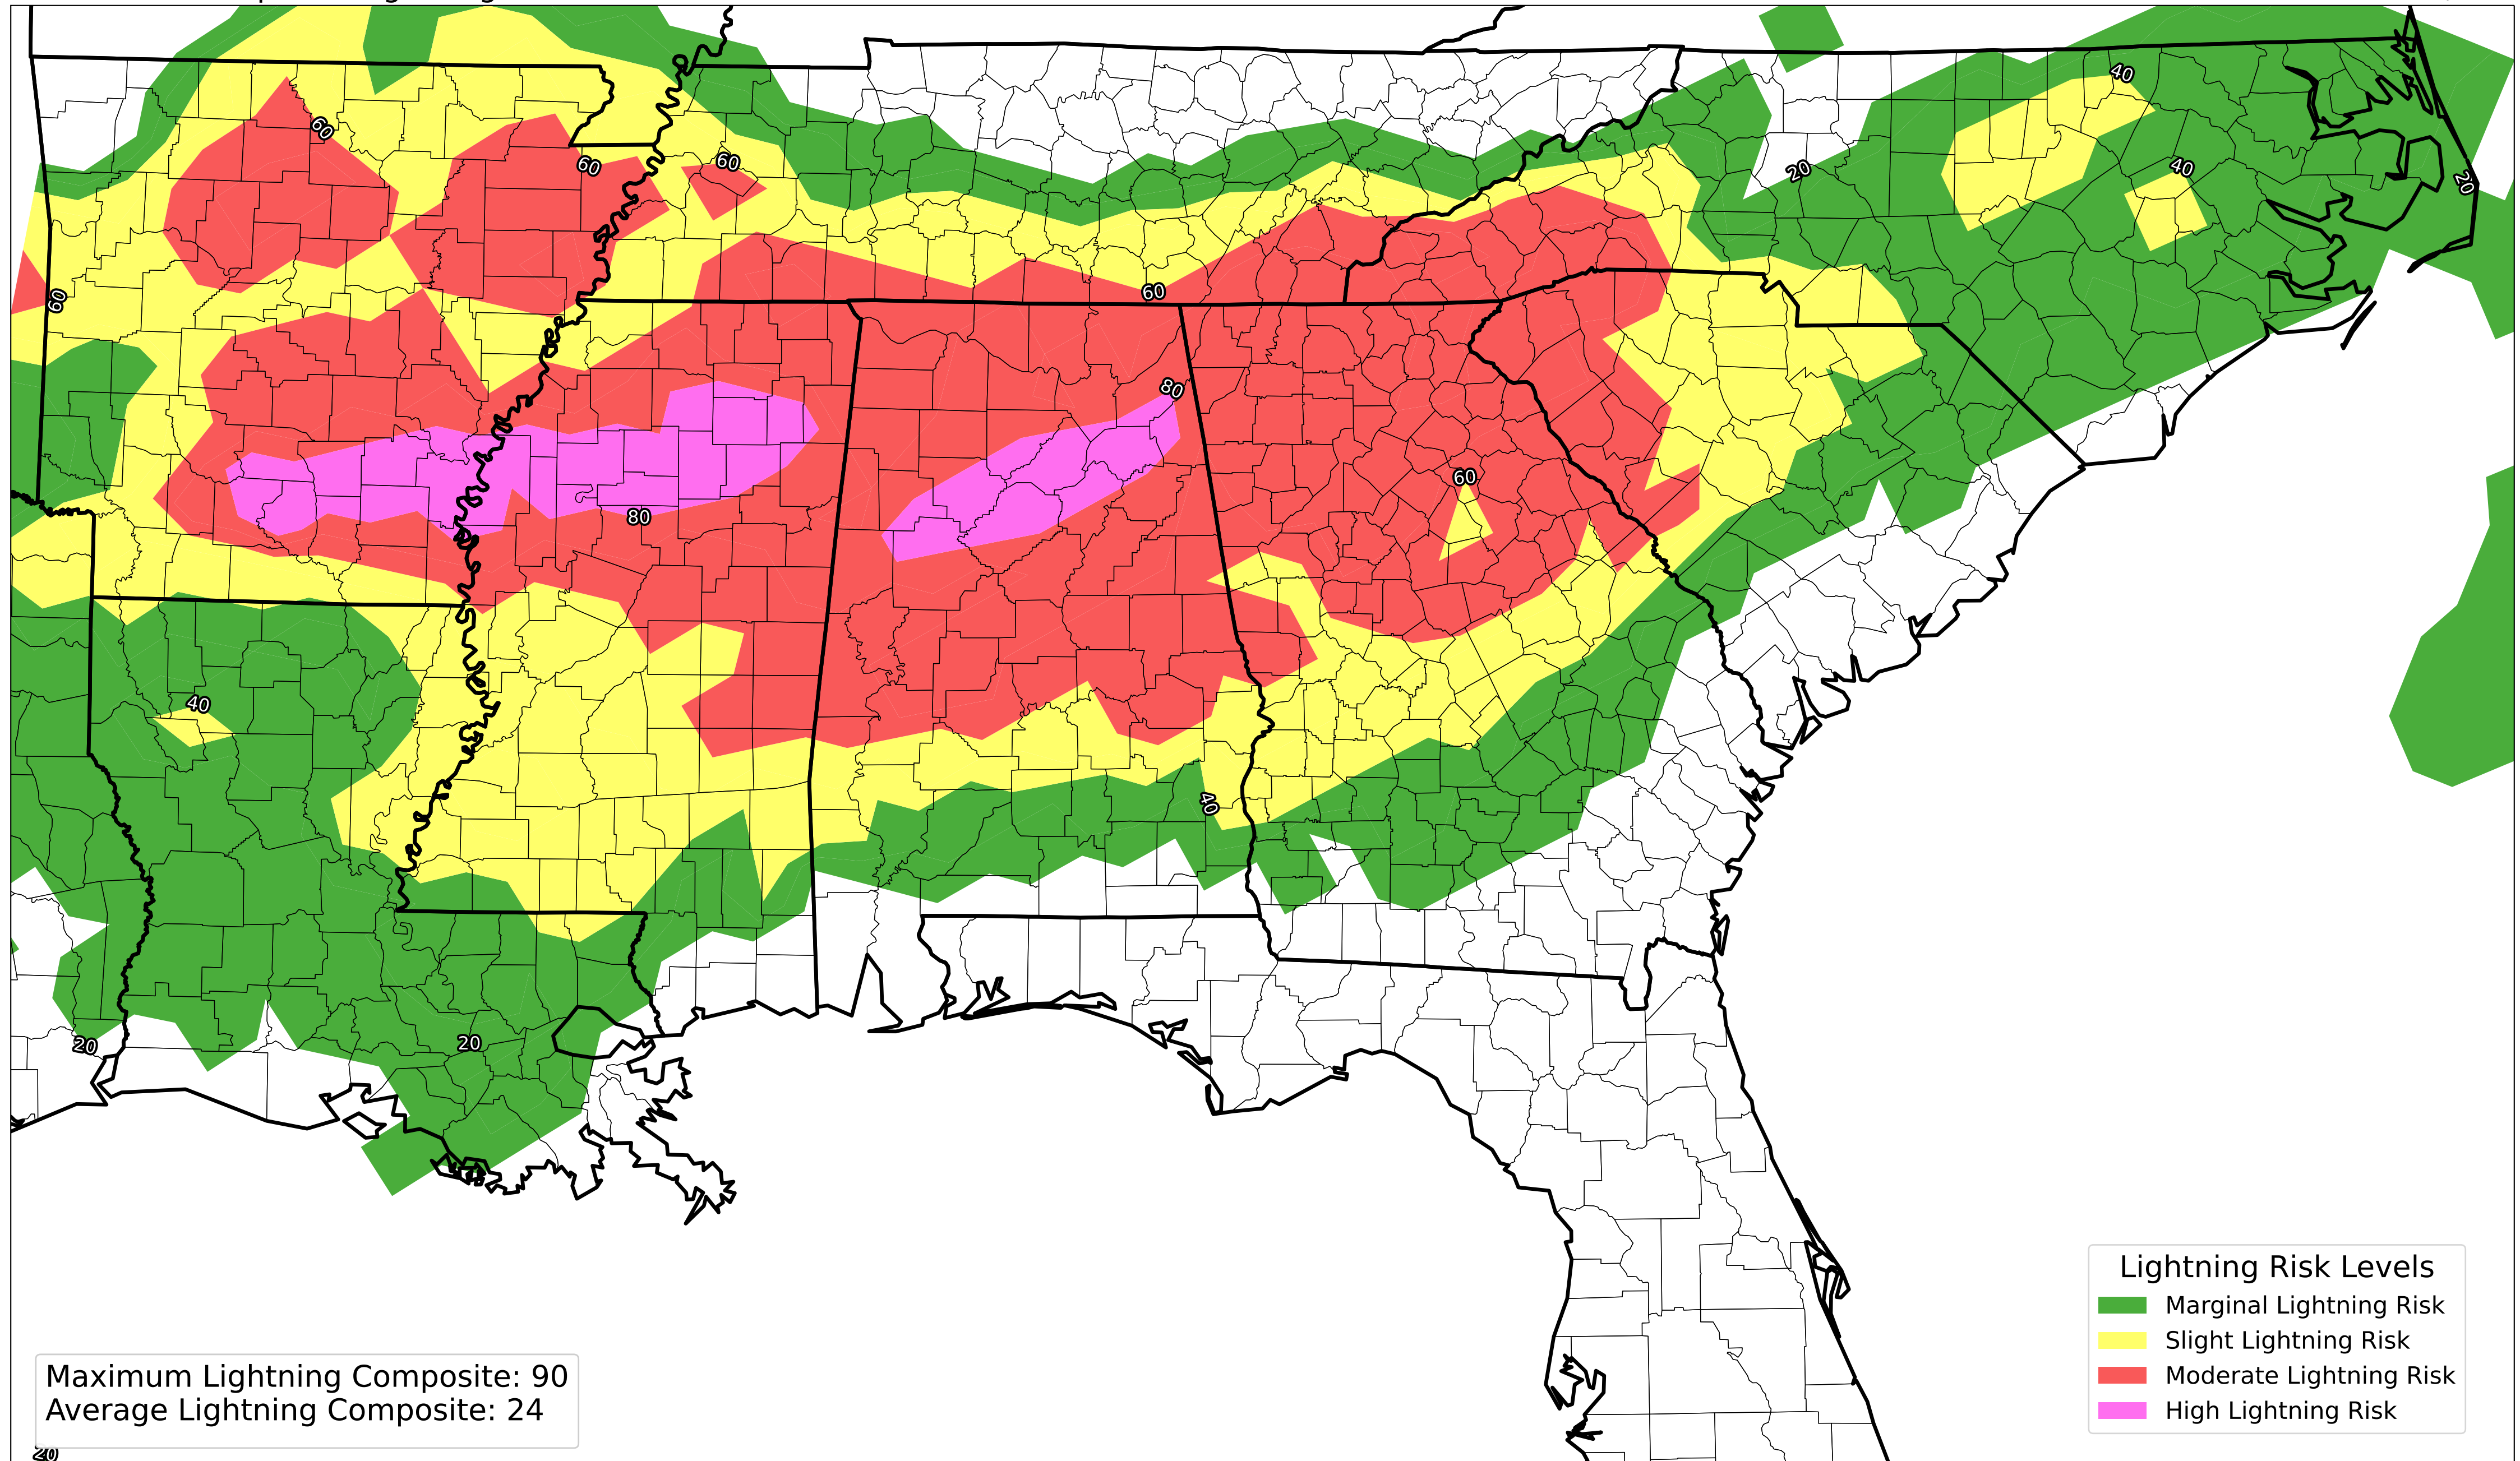 40
60
60
60
40
20
20
60
60
80
60
80
40
40
20
20
Lightning Risk Levels
Marginal Lightning Risk
Slight Lightning Risk
Moderate Lightning Risk
High Lightning Risk
Maximum Lightning Composite: 90
Average Lightning Composite: 24
20